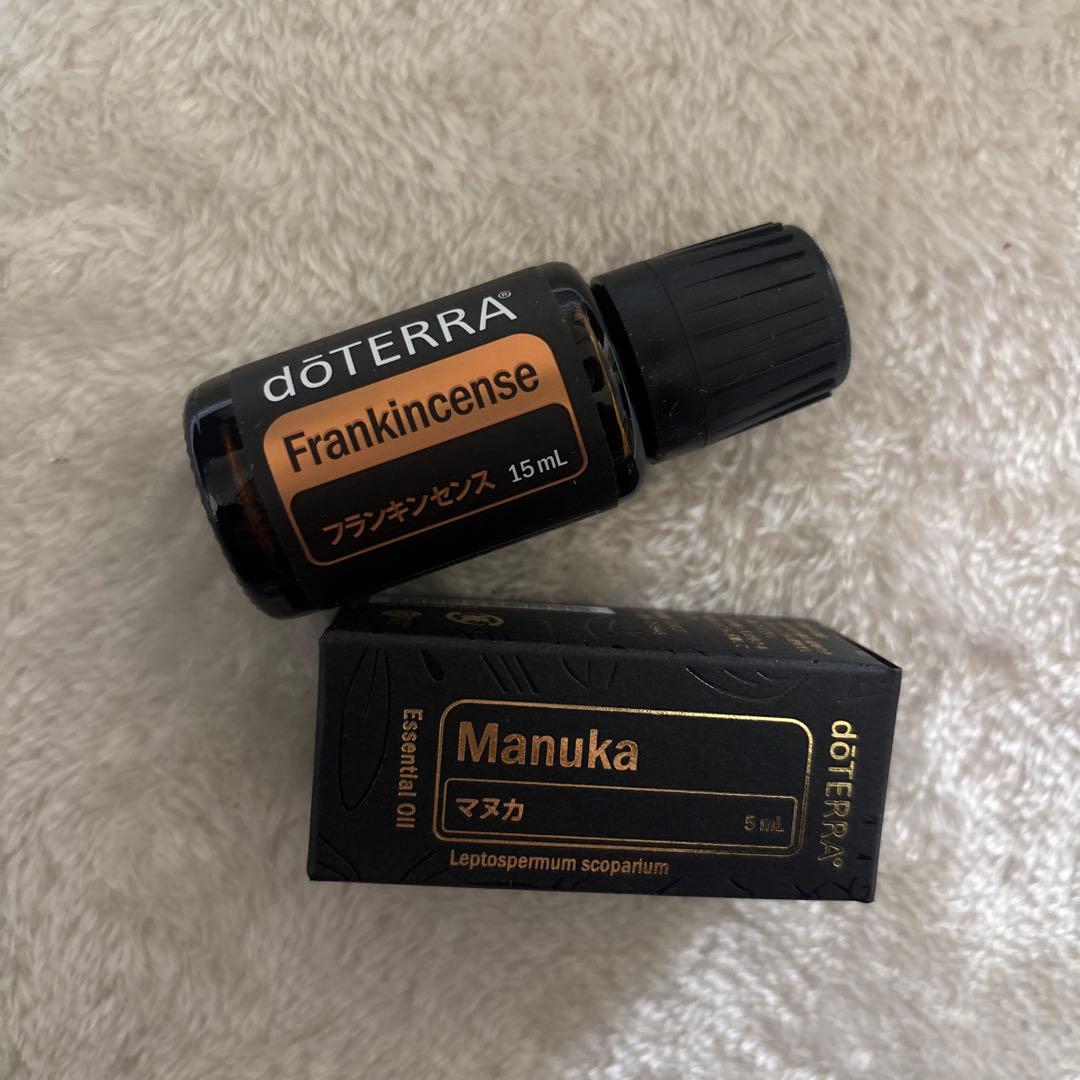 dōTERRA®
Frankincense
フランキンセンス 15 mL
Essential Oil
Manuka
マヌカ
5 mL
Leptospermum scoparium
dōTERRA®